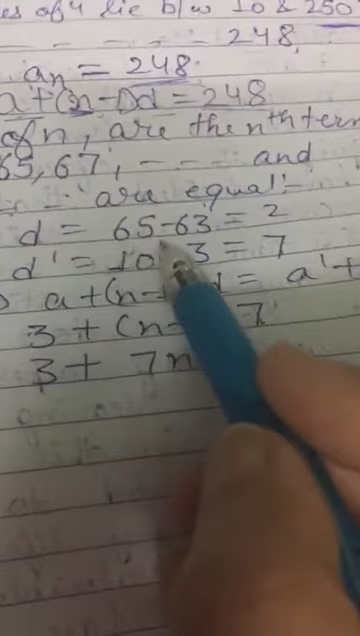 es of 4 lie b/w 10 & 250
- - - - - 248,
an = 248.
a+(n-1)d = 248
of n, are the nth term
65, 67, - - - and
are equal:-
d = 65-63 = 2
d' = 10-3 = 7
a+(n- = a'+
3 + (n- 7
3 + 7n